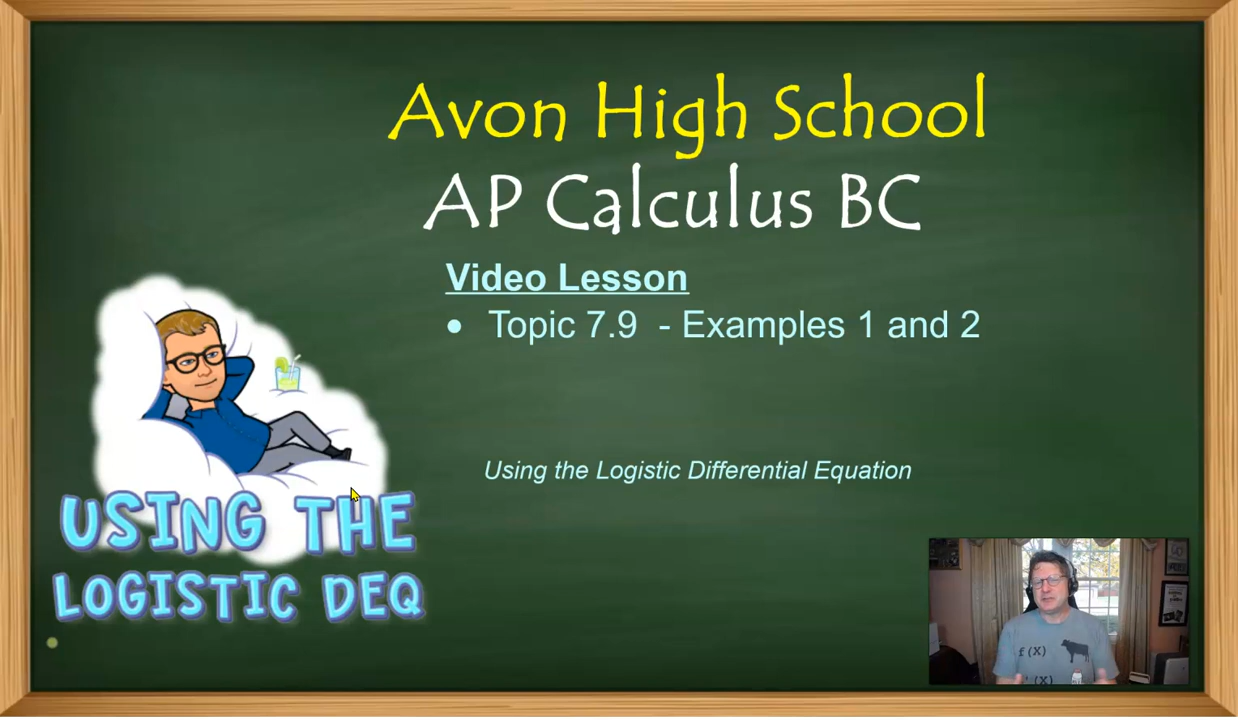 Avon High School
AP Calculus BC
Video Lesson
• Topic 7.9 - Examples 1 and 2
Using the Logistic Differential Equation
USING THE
LOGISTIC DEQ
f(X)
'(X)